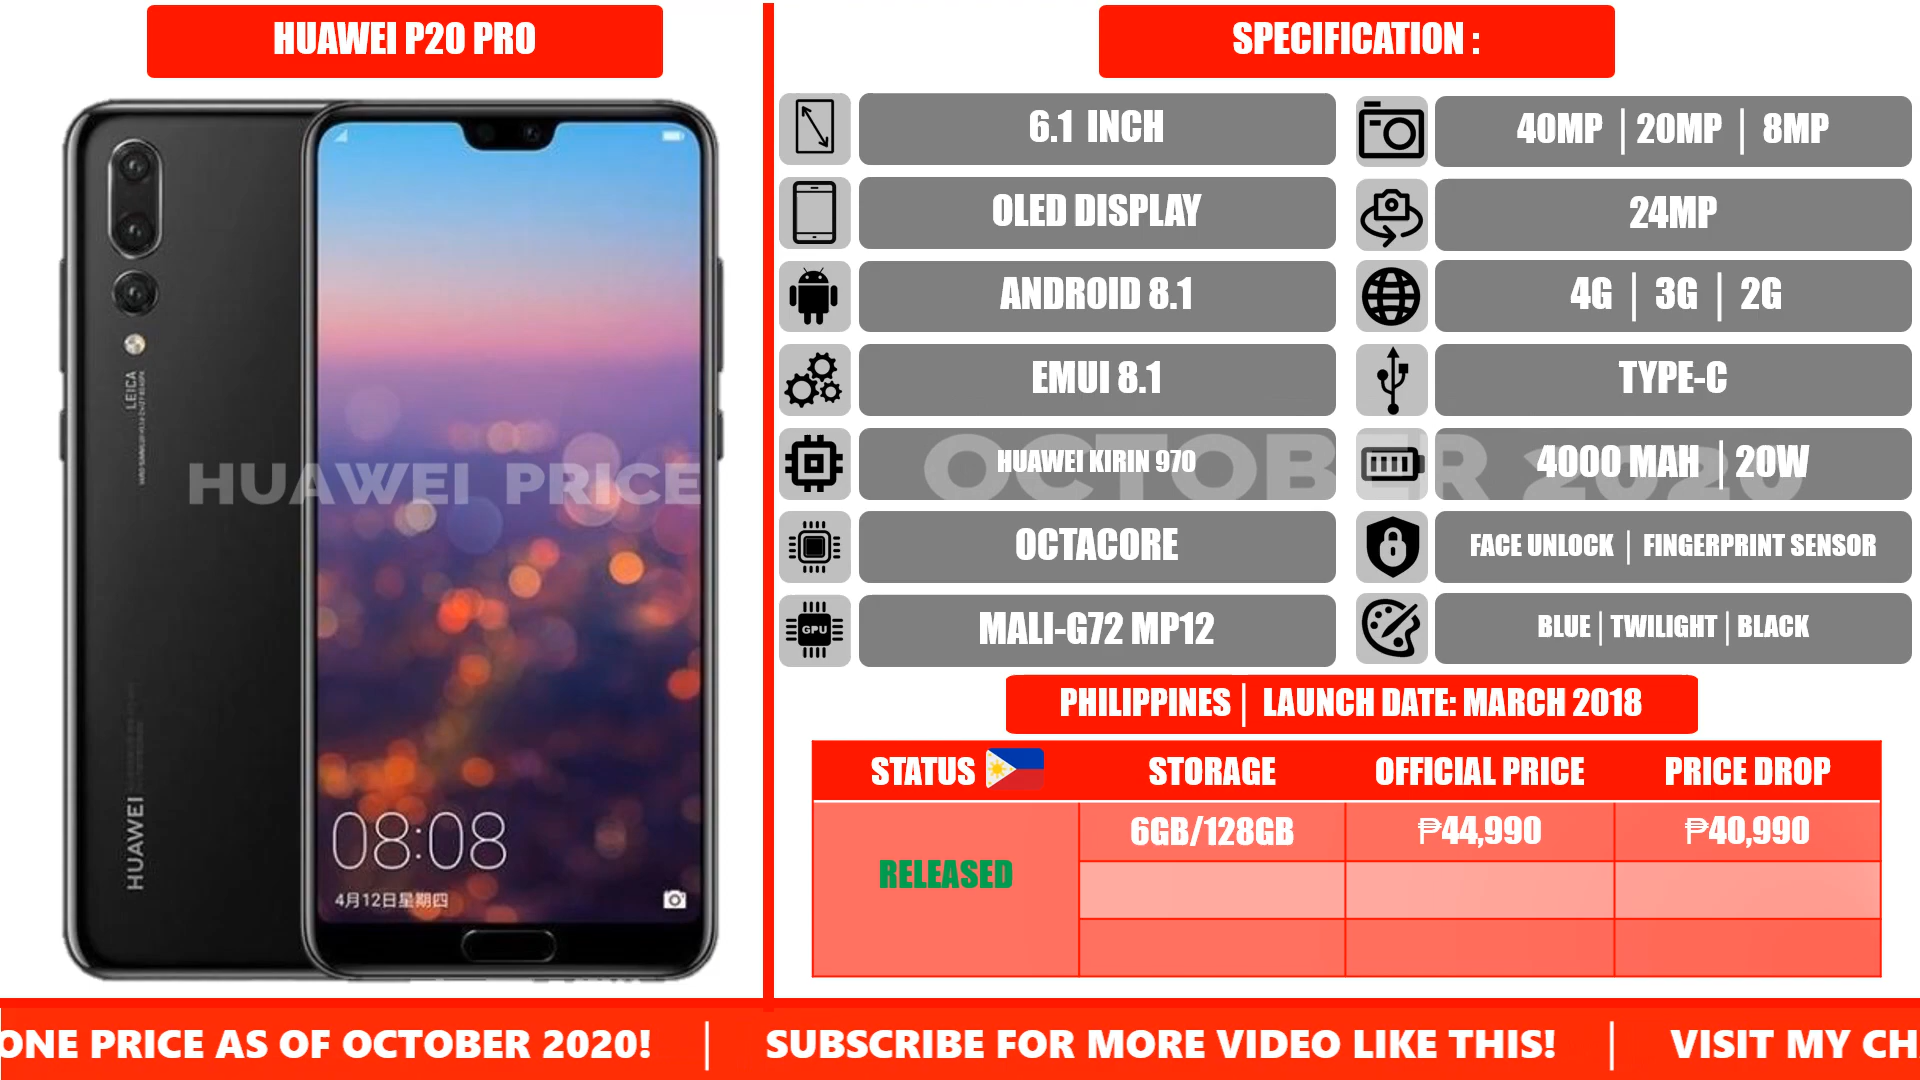 HUAWEI P20 PRO
LEICA
HUAWEI PRICE
08:08
4月12日星期四
HUAWEI
SPECIFICATION :
6.1 INCH
OLED DISPLAY
ANDROID 8.1
EMUI 8.1
HUAWEI KIRIN 970
OCTACORE
GPU
MALI-G72 MP12
40MP | 20MP | 8MP
24MP
4G | 3G | 2G
TYPE-C
4000 MAH | 20W
FACE UNLOCK | FINGERPRINT SENSOR
BLUE | TWILIGHT | BLACK
OCTOBER 2020
PHILIPPINES | LAUNCH DATE: MARCH 2018
STATUS STORAGE OFFICIAL PRICE PRICE DROP
RELEASED 6GB/128GB ₱44,990 ₱40,990
ONE PRICE AS OF OCTOBER 2020! | SUBSCRIBE FOR MORE VIDEO LIKE THIS! | VISIT MY CH